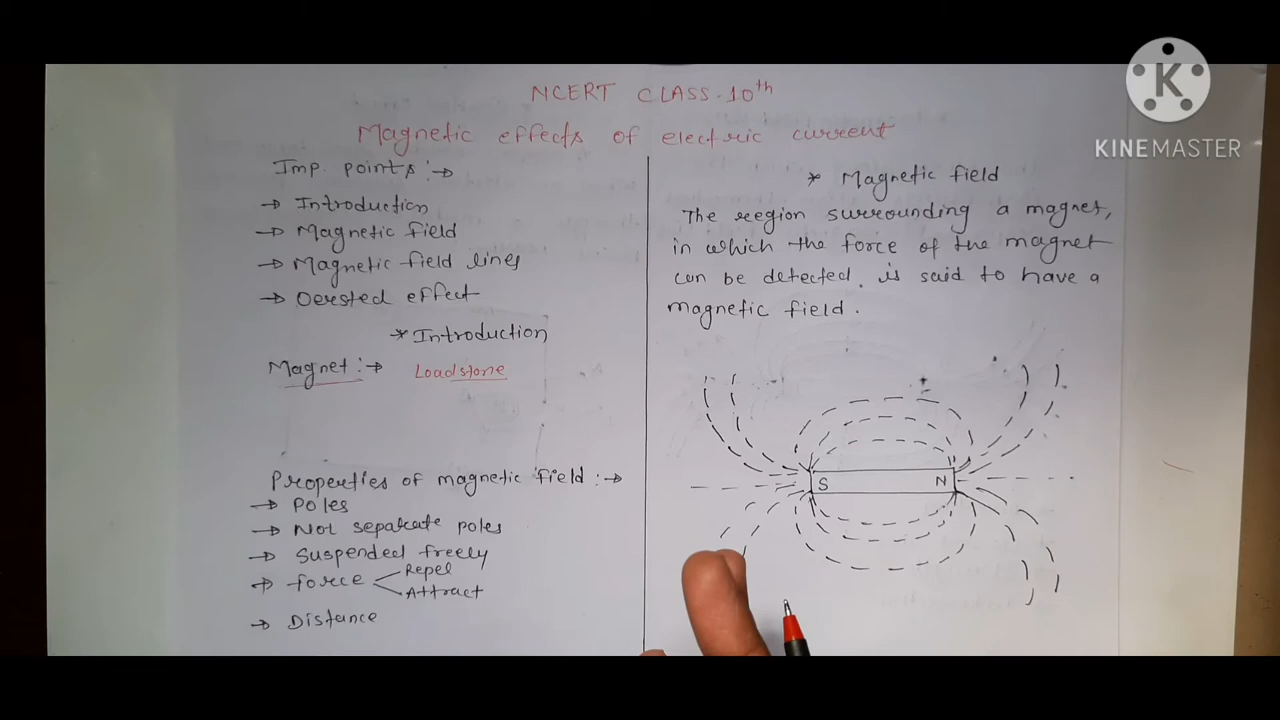 NCERT CLASS-10th
Magnetic effects of electric current
Imp. points :→
→ Introduction
→ Magnetic field
→ Magnetic field lines
→ Oersted effect
* Introduction
Magnet :→ Loadstone
Properties of magnetic field :→
→ Poles
→ Not separate poles
→ Suspended freely
→ force
Repel
Attract
→ Distance
* Magnetic field
The reegion surrounding a magnet,
in which the force of the magnet
can be detected. is said to have a
magnetic field.
S N
K
KINEMASTER